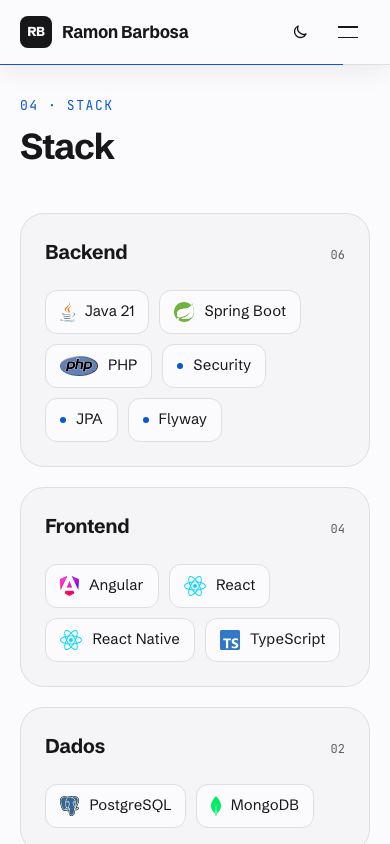 RB Ramon Barbosa
04 · STACK
Stack
Backend 06
Java 21 Spring Boot
php PHP Security
JPA Flyway
Frontend 04
Angular React
React Native TS TypeScript
Dados 02
PostgreSQL MongoDB